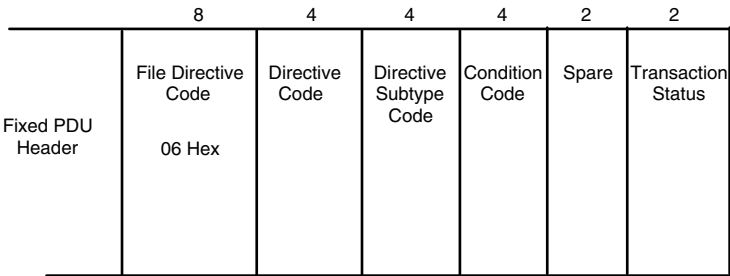 8 4 4 4 2 2
File Directive Directive Directive Condition Spare Transaction
Code Code Subtype Code Status
Code
Fixed PDU
Header 06 Hex